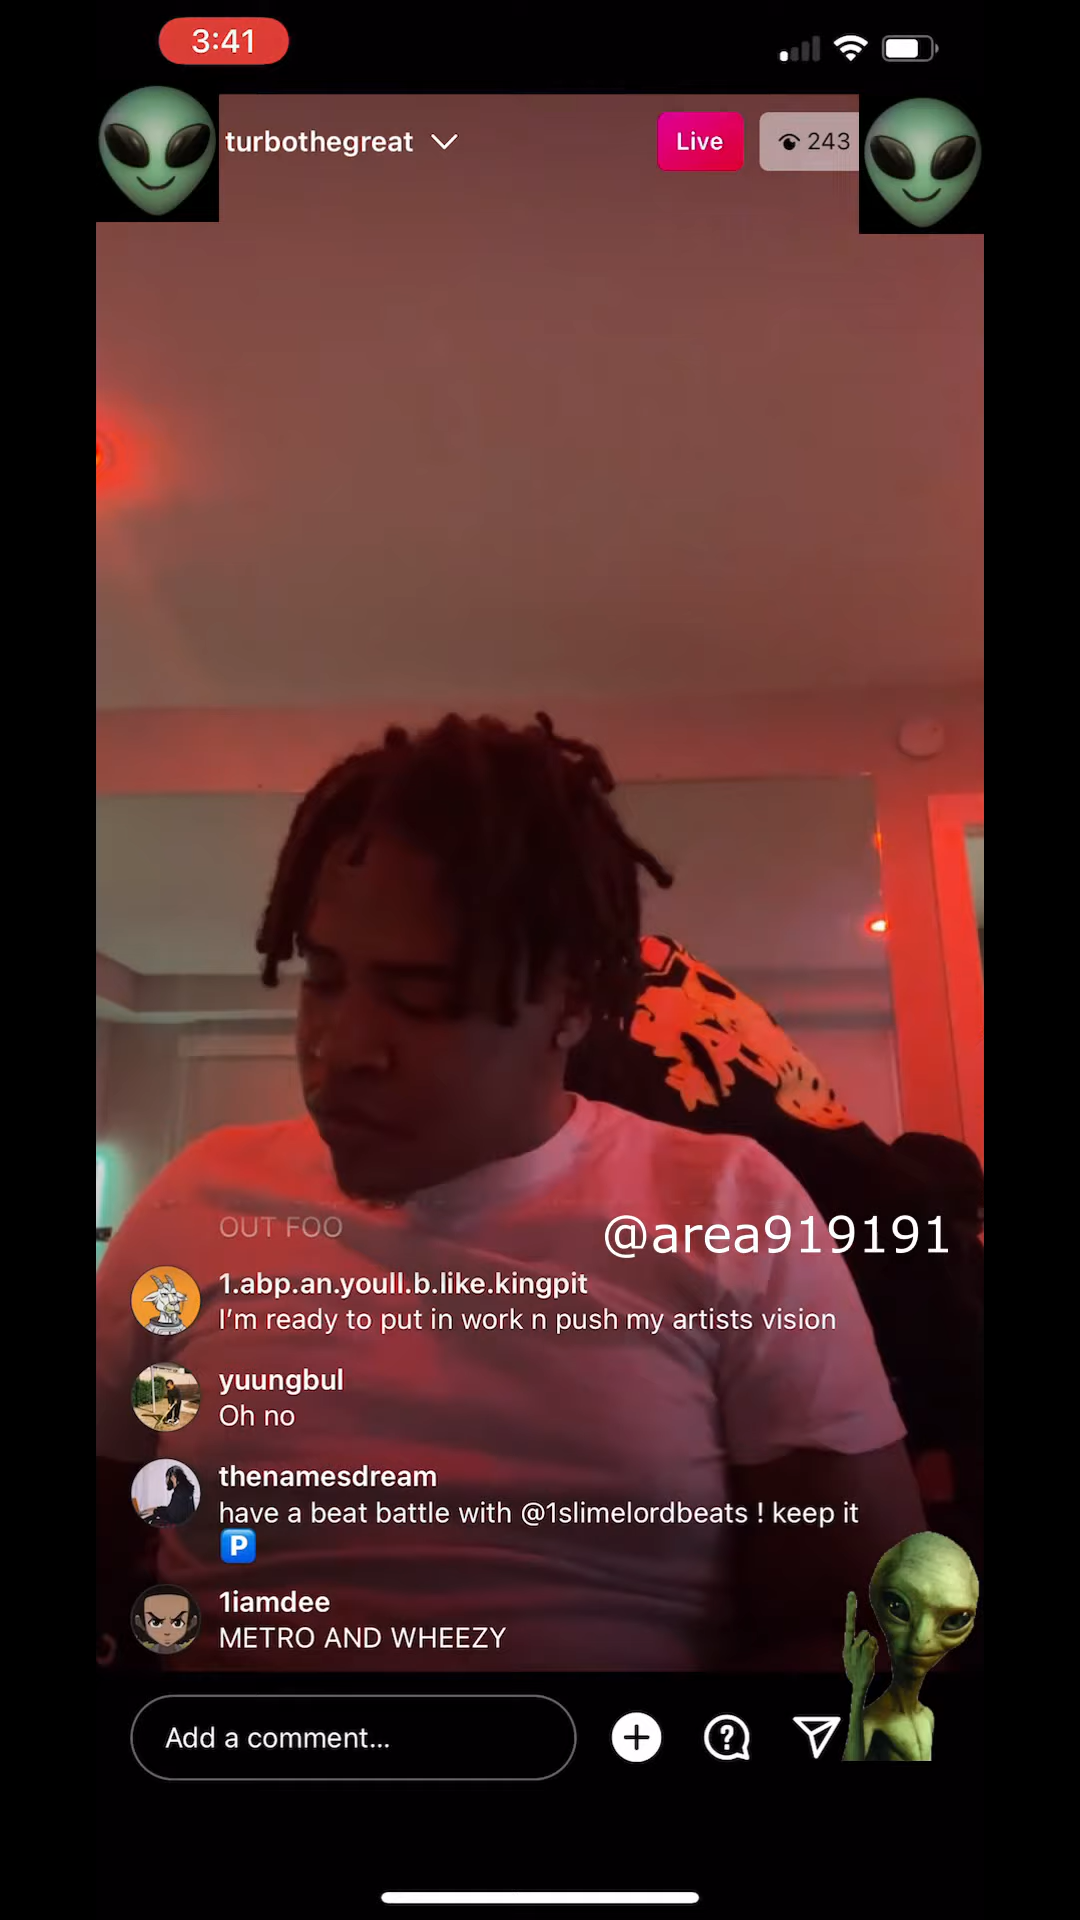 3:41
turbothegreat
Live
243
OUT FOO
@area919191
1.abp.an.youll.b.like.kingpit
I’m ready to put in work n push my artists vision
yuungbul
Oh no
thenamesdream
have a beat battle with @1slimelordbeats ! keep it
🅿️
1iamdee
METRO AND WHEEZY
Add a comment...